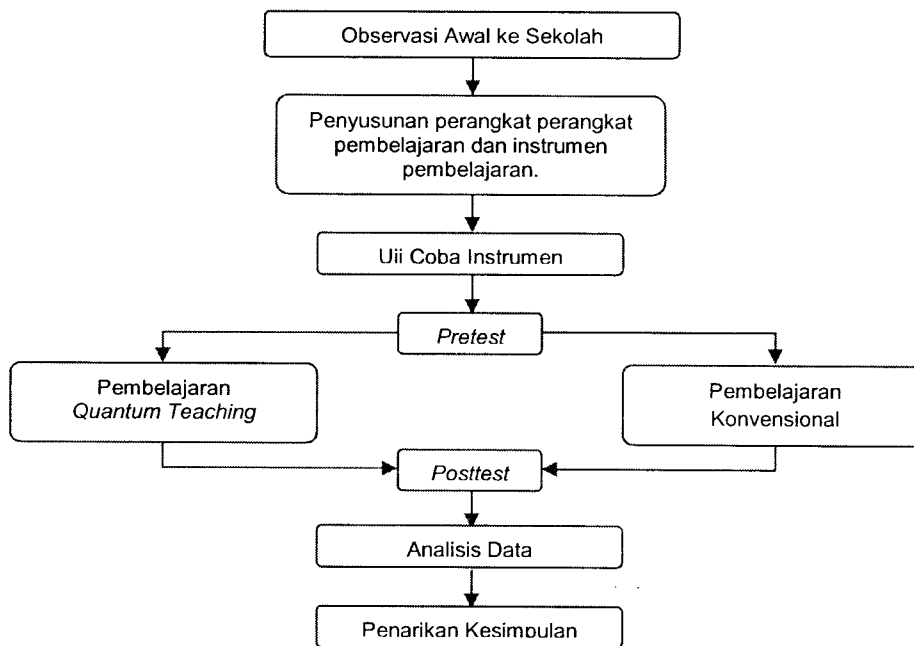 Observasi Awal ke Sekolah
Penyusunan perangkat perangkat
pembelajaran dan instrumen
pembelajaran.
Uji Coba Instrumen
Pretest
Pembelajaran
Quantum Teaching
Pembelajaran
Konvensional
Posttest
Analisis Data
Penarikan Kesimpulan